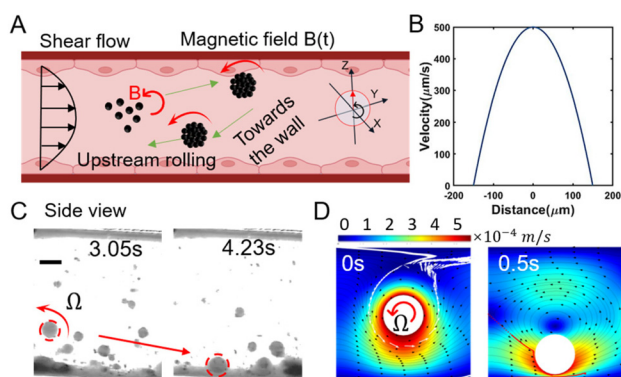 A
Shear flow
Magnetic field B(t)
B
Upstream rolling
Towards
the wall
Z
Y
X
B
Velocity(μm/s)
500
400
300
200
100
0
-200
-100
0
100
200
Distance(μm)
C
Side view
3.05s
4.23s
Ω
D
0 1 2 3 4 5 ×10⁻⁴ m/s
0s
0.5s
Ω